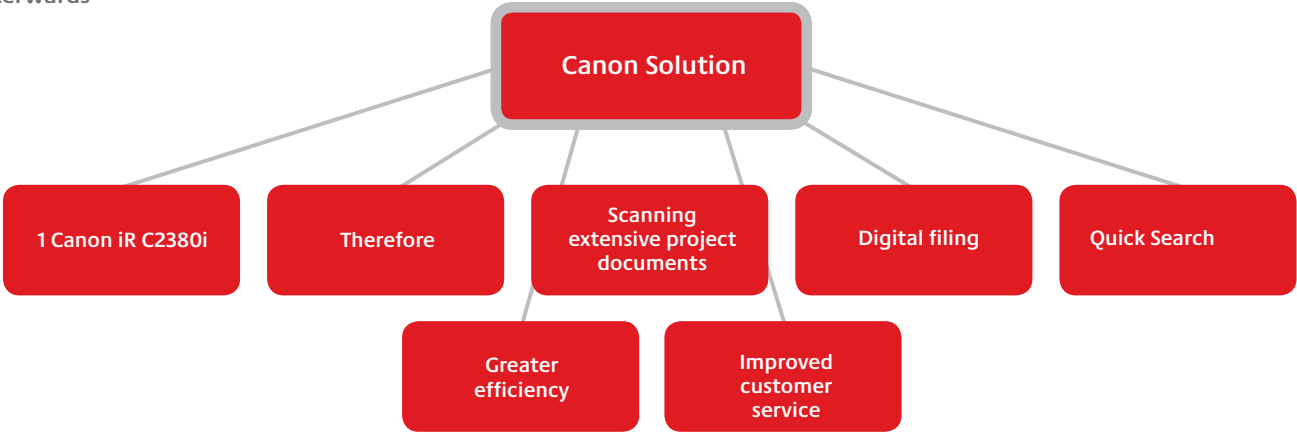 Canon Solution
1 Canon iR C2380i
Therefore
Scanning
extensive project
documents
Digital filing
Quick Search
Greater
efficiency
Improved
customer
service